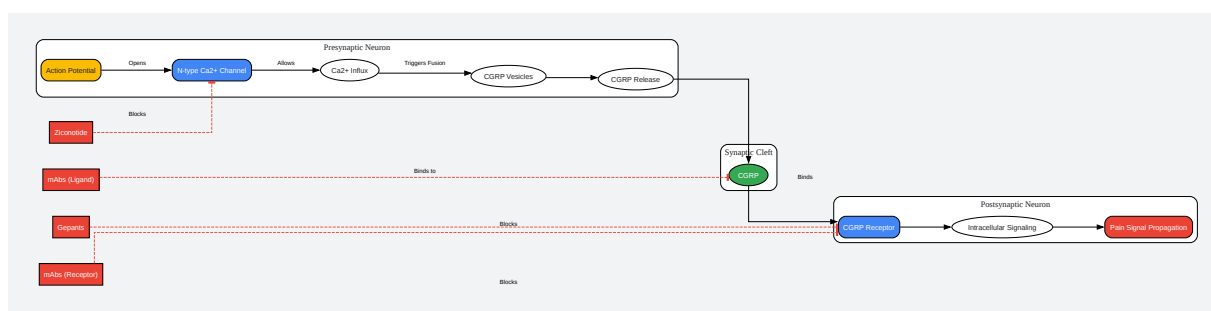 Presynaptic Neuron
Action Potential
Opens
N-type Ca2+ Channel
Allows
Ca2+ Influx
Triggers Fusion
CGRP Vesicles
CGRP Release
Blocks
Ziconotide
Synaptic Cleft
mAbs (Ligand)
Binds to
CGRP
Binds
Postsynaptic Neuron
Gepants
Blocks
CGRP Receptor
Intracellular Signaling
Pain Signal Propagation
mAbs (Receptor)
Blocks